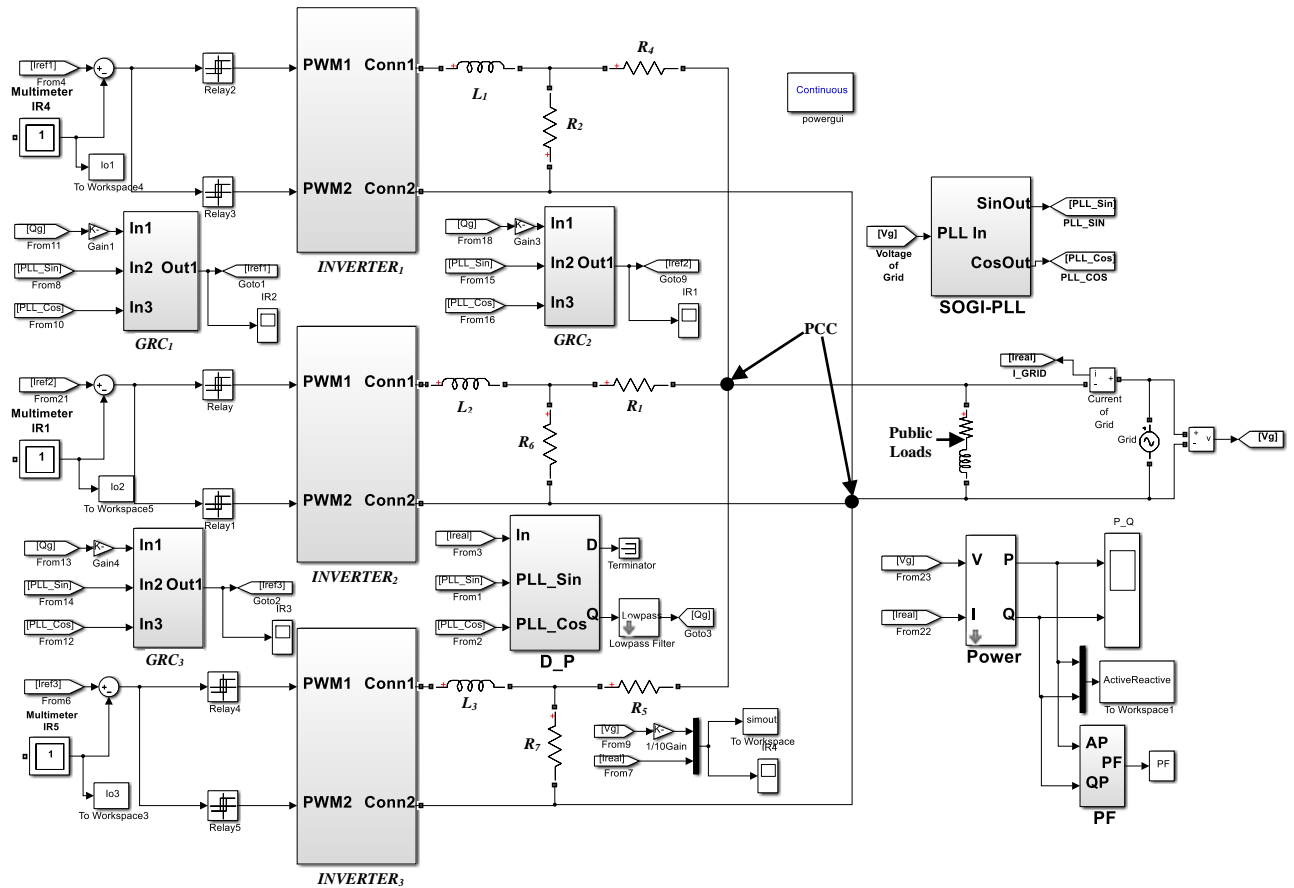 [Iref1]
From4
Multimeter
IR4
1
Io1
To Workspace4
Relay2
Relay3
PWM1 Conn1
PWM2 Conn2
INVERTER1
L1
R4
R2
Continuous
powergui
[Qg]
From11
K-
Gain1
[PLL_Sin]
From8
[PLL_Cos]
From10
In1
In2 Out1
In3
GRC1
[Iref1]
Goto1
IR2
[Qg]
From18
K-
Gain3
[PLL_Sin]
From15
[PLL_Cos]
From16
In1
In2 Out1
In3
GRC2
[Iref2]
Goto9
IR1
[Vg]
Voltage
of
Grid
PLL In
SinOut
CosOut
SOGI-PLL
[PLL_Sin]
PLL_SIN
[PLL_Cos]
PLL_COS
PCC
[Iref2]
From21
Multimeter
IR1
1
Io2
To Workspace5
Relay
Relay1
PWM1 Conn1
PWM2 Conn2
INVERTER2
L2
R1
R6
Public
Loads
[Ireal]
I_GRID
i
Current
of
Grid
Grid
v
[Vg]
[Qg]
From13
K-
Gain4
[PLL_Sin]
From14
[PLL_Cos]
From12
In1
In2 Out1
In3
GRC3
[Iref3]
Goto2
IR3
[Ireal]
From3
[PLL_Sin]
From1
[PLL_Cos]
From2
In
PLL_Sin
PLL_Cos
D
Q
D_P
Terminator
Lowpass
Lowpass Filter
[Qg]
Goto3
[Vg]
From23
[Ireal]
From22
V P
I Q
Power
P_Q
ActiveReactive
To Workspace1
AP
PF
QP
PF
PF
[Iref3]
From6
Multimeter
IR5
1
Io3
To Workspace3
Relay4
Relay5
PWM1 Conn1
PWM2 Conn2
INVERTER3
L3
R5
R7
[Vg]
From9
K-
1/10Gain
[Ireal]
From7
simout
To Workspace
IR4